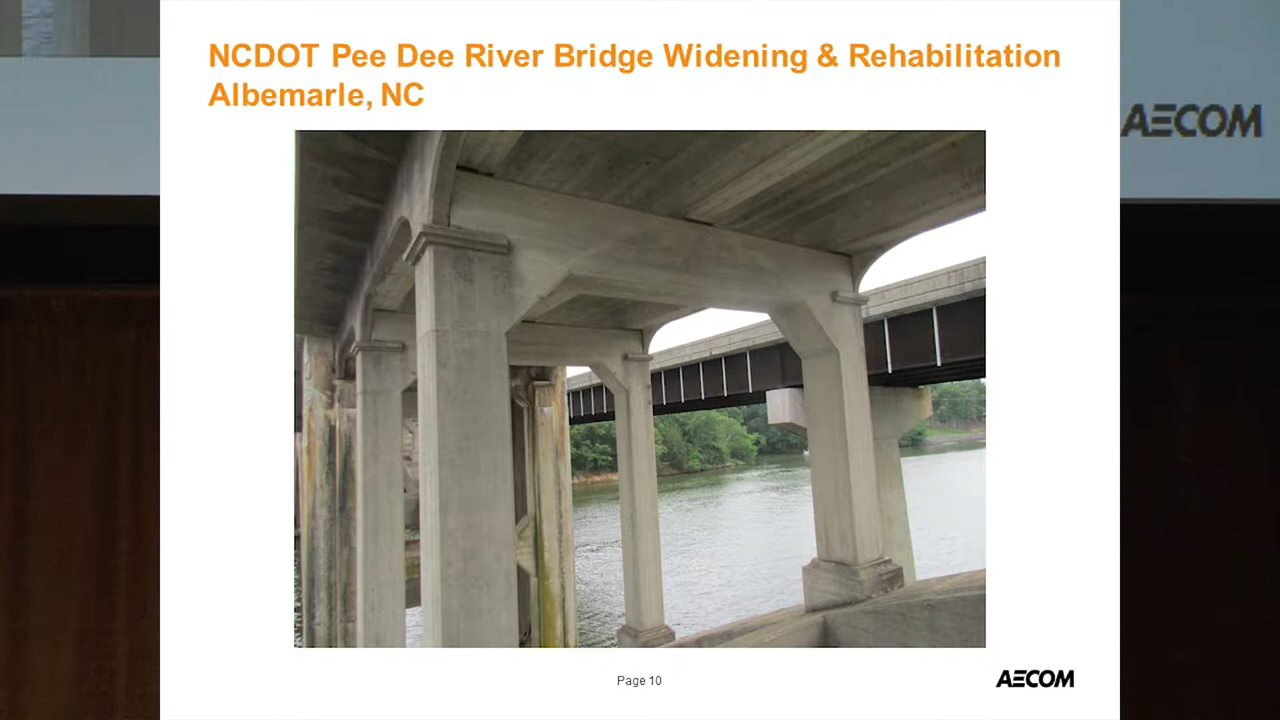 NCDOT Pee Dee River Bridge Widening & Rehabilitation
Albemarle, NC
AECOM
Page 10
AECOM